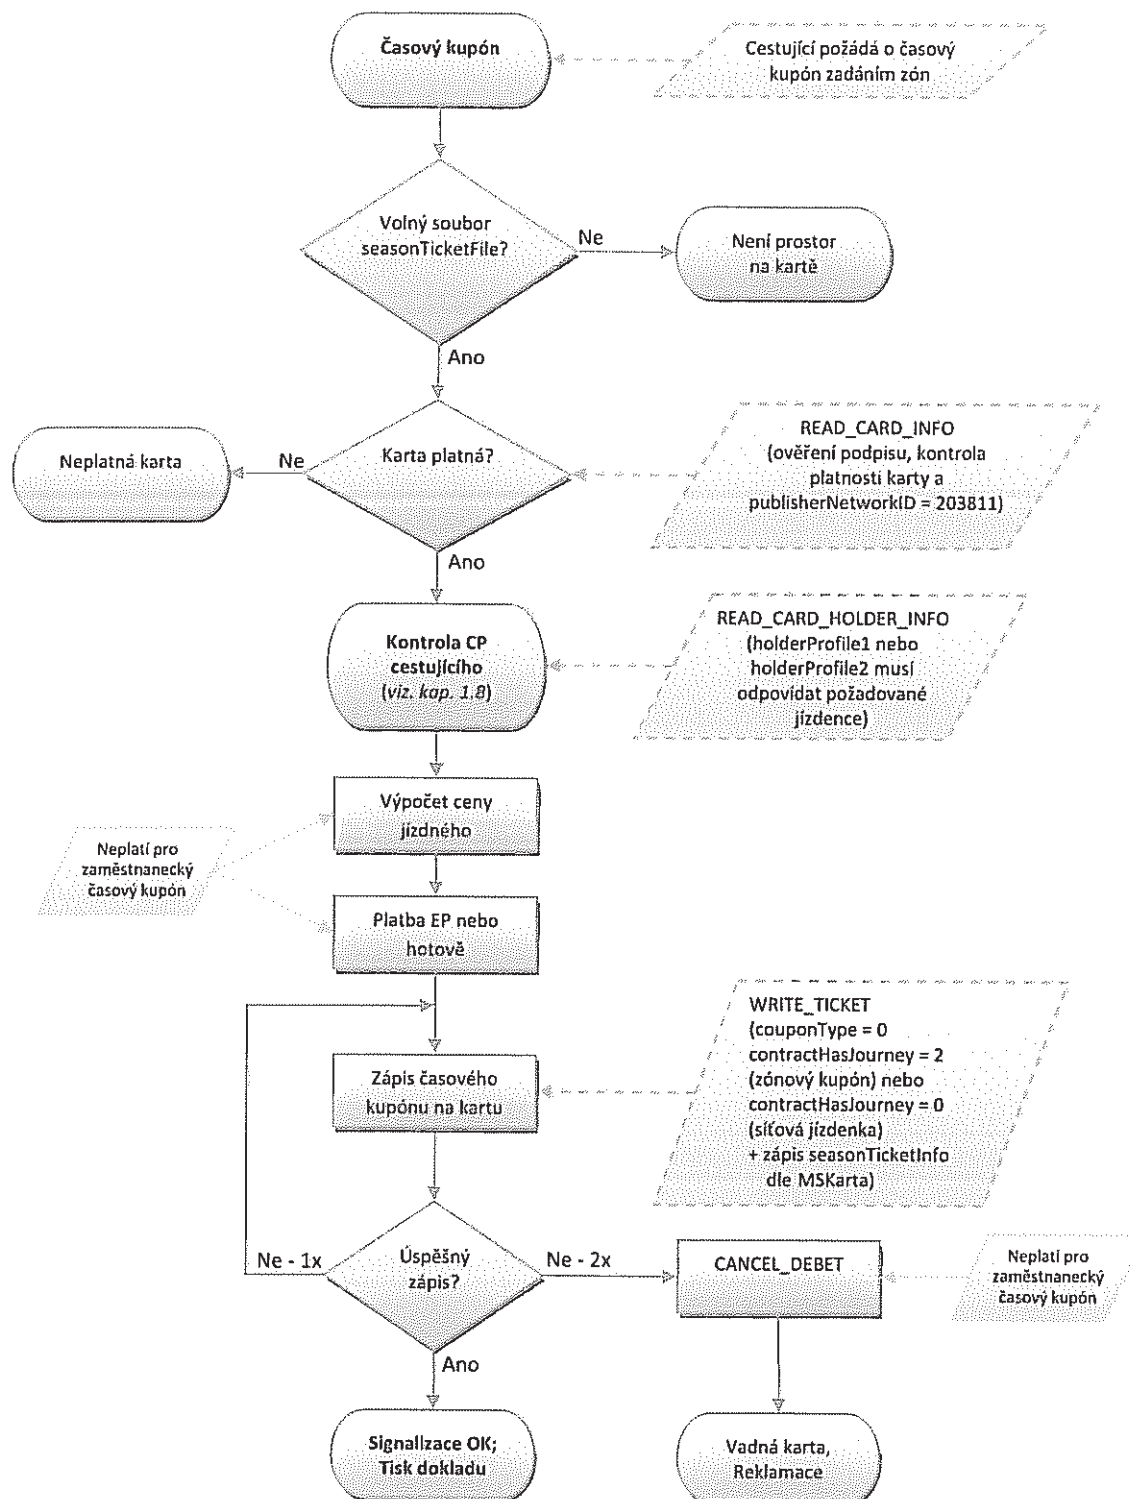 Časový kupón
Cestující požádá o časový
kupón zadáním zón
Volný soubor
seasonTicketFile?
Ne
Není prostor
na kartě
Ano
Neplatná karta
Ne
Karta platná?
READ_CARD_INFO
(ověření podpisu, kontrola
platnosti karty a
publisherNetworkID = 203811)
Ano
Kontrola CP
cestujícího
(viz. kap. 1.8)
READ_CARD_HOLDER_INFO
(holderProfile1 nebo
holderProfile2 musí
odpovídat požadované
jízdence)
Výpočet ceny
jízdného
Neplatí pro
zaměstnanecký
časový kupón
Platba EP nebo
hotově
WRITE_TICKET
(couponType = 0
contractHasJourney = 2
(zónový kupón) nebo
contractHasJourney = 0
(síťová jízdenka)
+ zápis seasonTicketInfo
dle MSKarta)
Zápis časového
kupónu na kartu
Ne - 1x
Úspěšný
zápis?
Ne - 2x
CANCEL_DEBET
Neplatí pro
zaměstnanecký
časový kupón
Ano
Signalizace OK;
Tisk dokladu
Vadná karta,
Reklamace